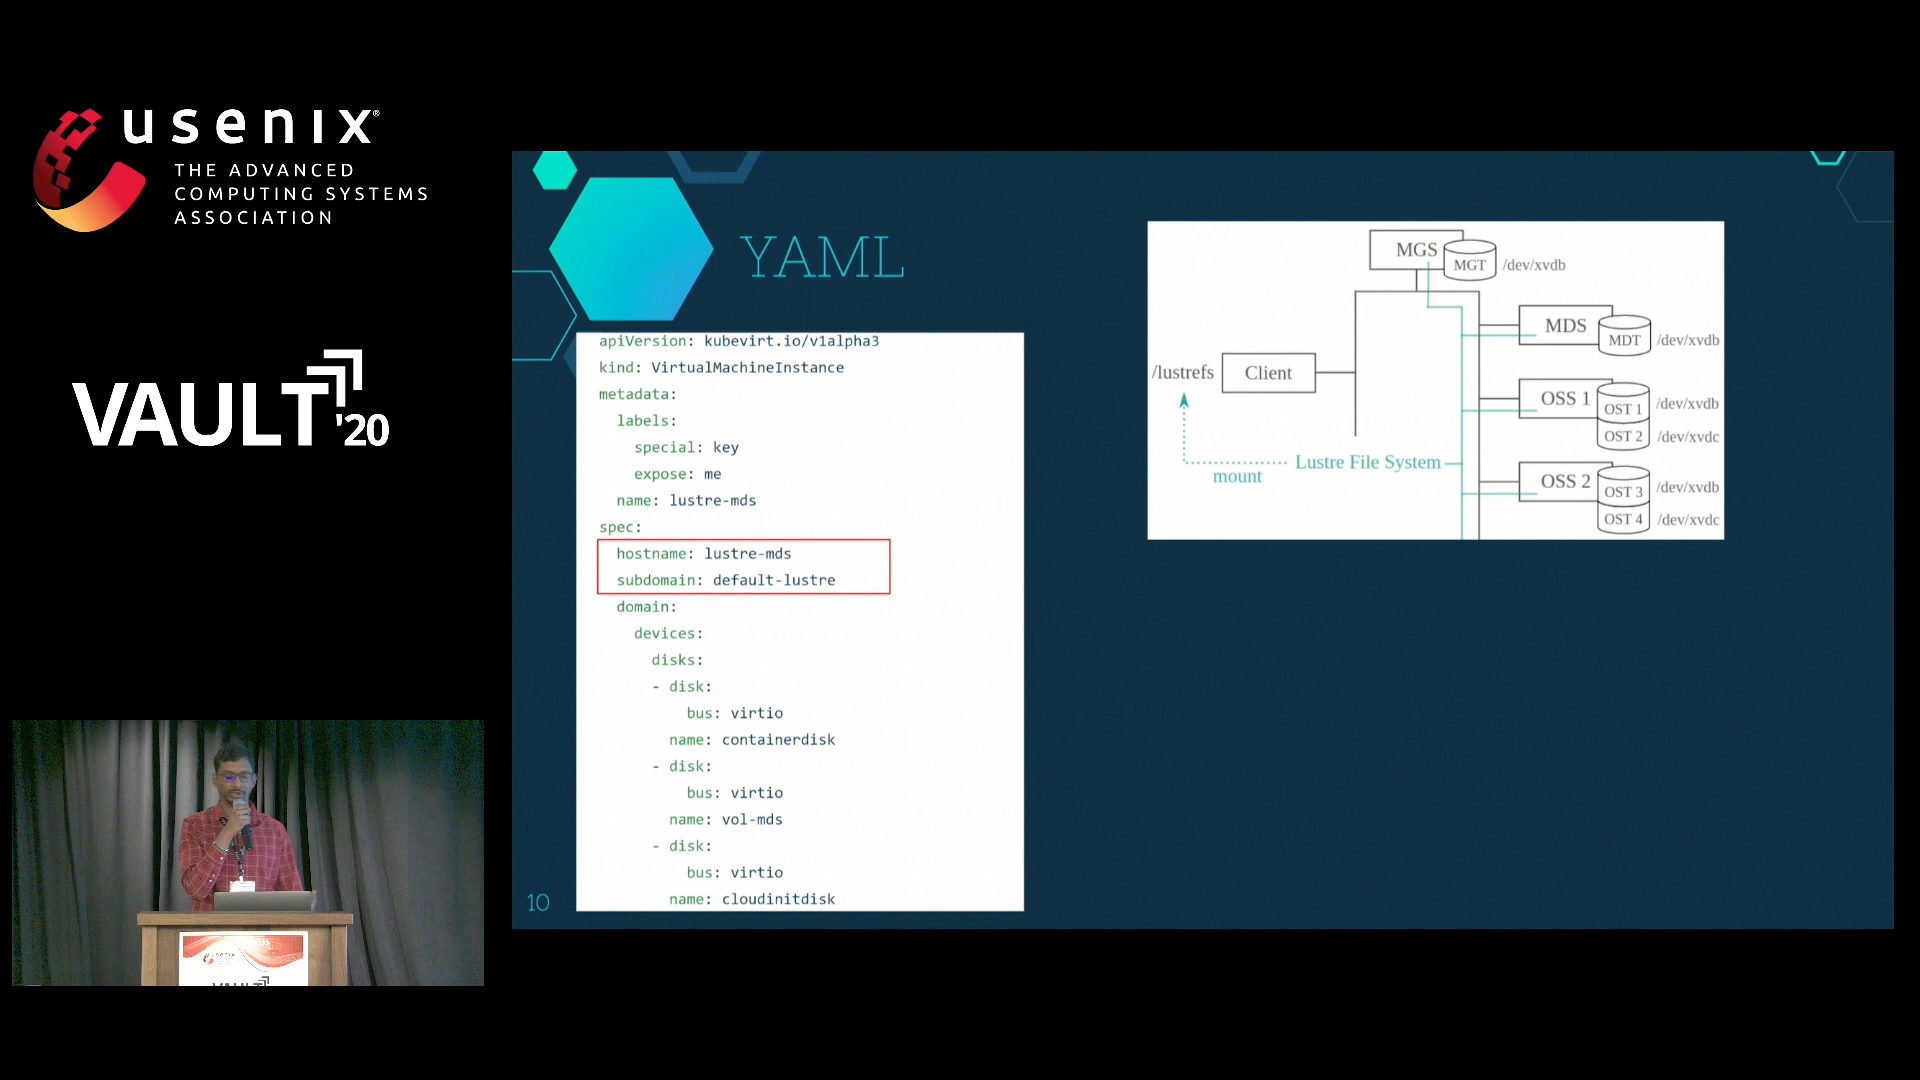 usenix®
THE ADVANCED
COMPUTING SYSTEMS
ASSOCIATION
VAULT '20
YAML
apiVersion: kubevirt.io/v1alpha3
kind: VirtualMachineInstance
metadata:
labels:
special: key
expose: me
name: lustre-mds
spec:
hostname: lustre-mds
subdomain: default-lustre
domain:
devices:
disks:
- disk:
bus: virtio
name: containerdisk
- disk:
bus: virtio
name: vol-mds
- disk:
bus: virtio
name: cloudinitdisk
10
MGS
MGT
/dev/xvdb
MDS
MDT
/dev/xvdb
/lustrefs
Client
OSS 1
OST 1
/dev/xvdb
OST 2
/dev/xvdc
mount
Lustre File System
OSS 2
OST 3
/dev/xvdb
OST 4
/dev/xvdc
usenix